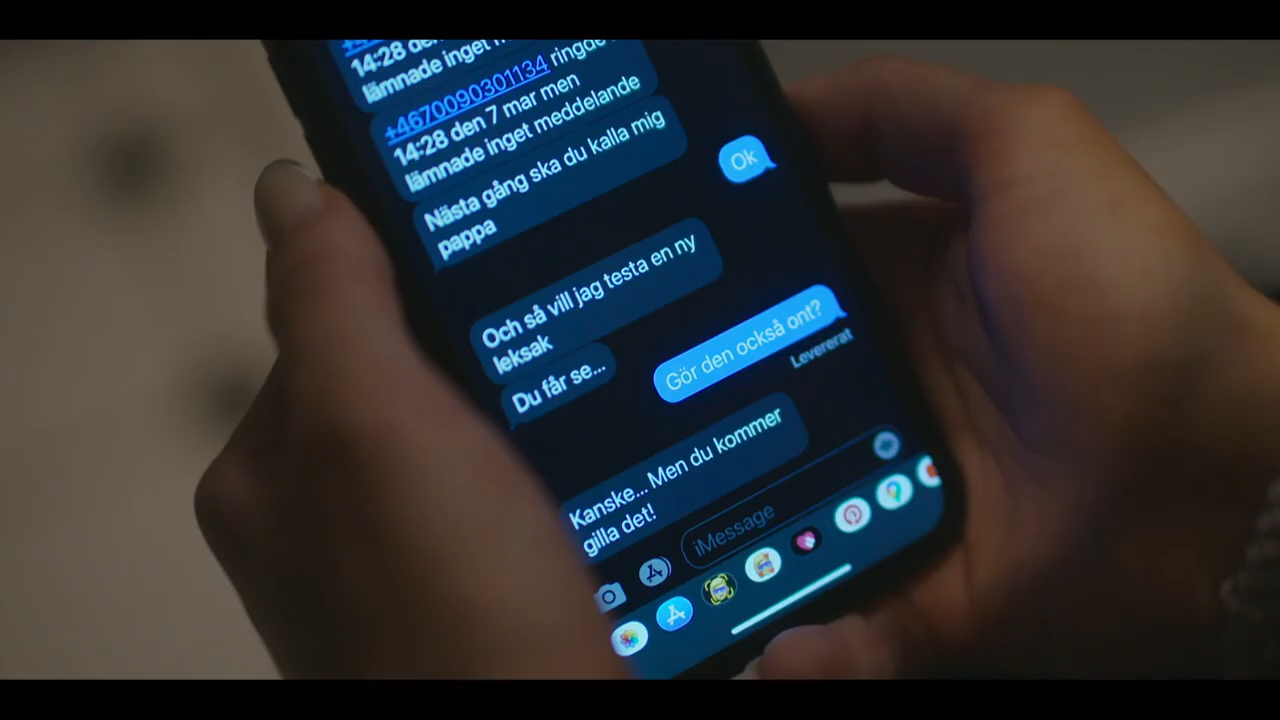 14:28 den
lämnade inget
+4670090301134 ringde
14:28 den 7 mar men
lämnade inget meddelande
Nästa gång ska du kalla mig
pappa
Ok
Och så vill jag testa en ny
leksak
Du får se...
Gör den också ont?
Levererat
Kanske... Men du kommer
gilla det!
iMessage